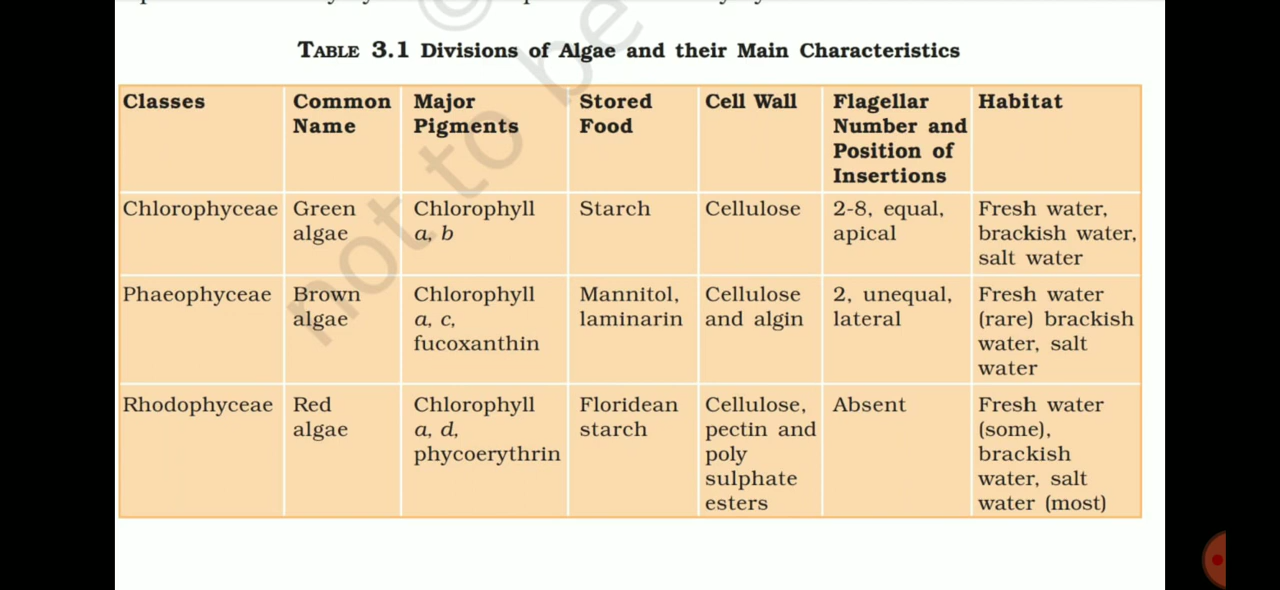 TABLE 3.1 Divisions of Algae and their Main Characteristics
Classes Common Name Major Pigments Stored Food Cell Wall Flagellar Number and Position of Insertions Habitat
Chlorophyceae Green algae Chlorophyll a, b Starch Cellulose 2-8, equal, apical Fresh water, brackish water, salt water
Phaeophyceae Brown algae Chlorophyll a, c, fucoxanthin Mannitol, laminarin Cellulose and algin 2, unequal, lateral Fresh water (rare) brackish water, salt water
Rhodophyceae Red algae Chlorophyll a, d, phycoerythrin Floridean starch Cellulose, pectin and poly sulphate esters Absent Fresh water (some), brackish water, salt water (most)
not to be